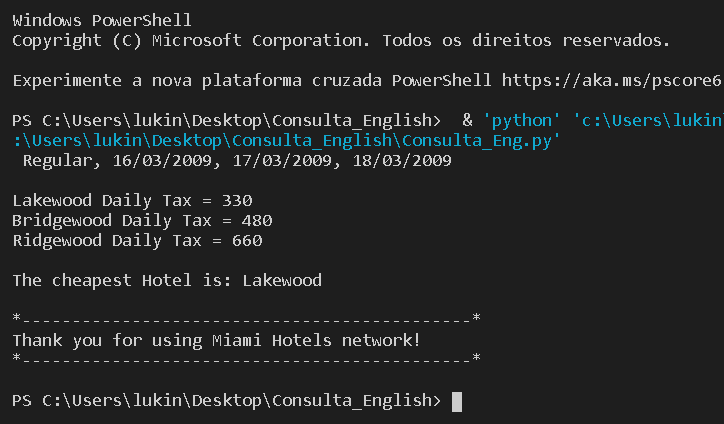 Windows PowerShell
Copyright (C) Microsoft Corporation. Todos os direitos reservados.
Experimente a nova plataforma cruzada PowerShell https://aka.ms/pscore6
PS C:\Users\lukin\Desktop\Consulta_English>  & 'python' 'c:\Users\lukin
:\Users\lukin\Desktop\Consulta_English\Consulta_Eng.py'
Regular, 16/03/2009, 17/03/2009, 18/03/2009
Lakewood Daily Tax = 330
Bridgewood Daily Tax = 480
Ridgewood Daily Tax = 660
The cheapest Hotel is: Lakewood
*---------------------------------------------*
Thank you for using Miami Hotels network!
*---------------------------------------------*
PS C:\Users\lukin\Desktop\Consulta_English>